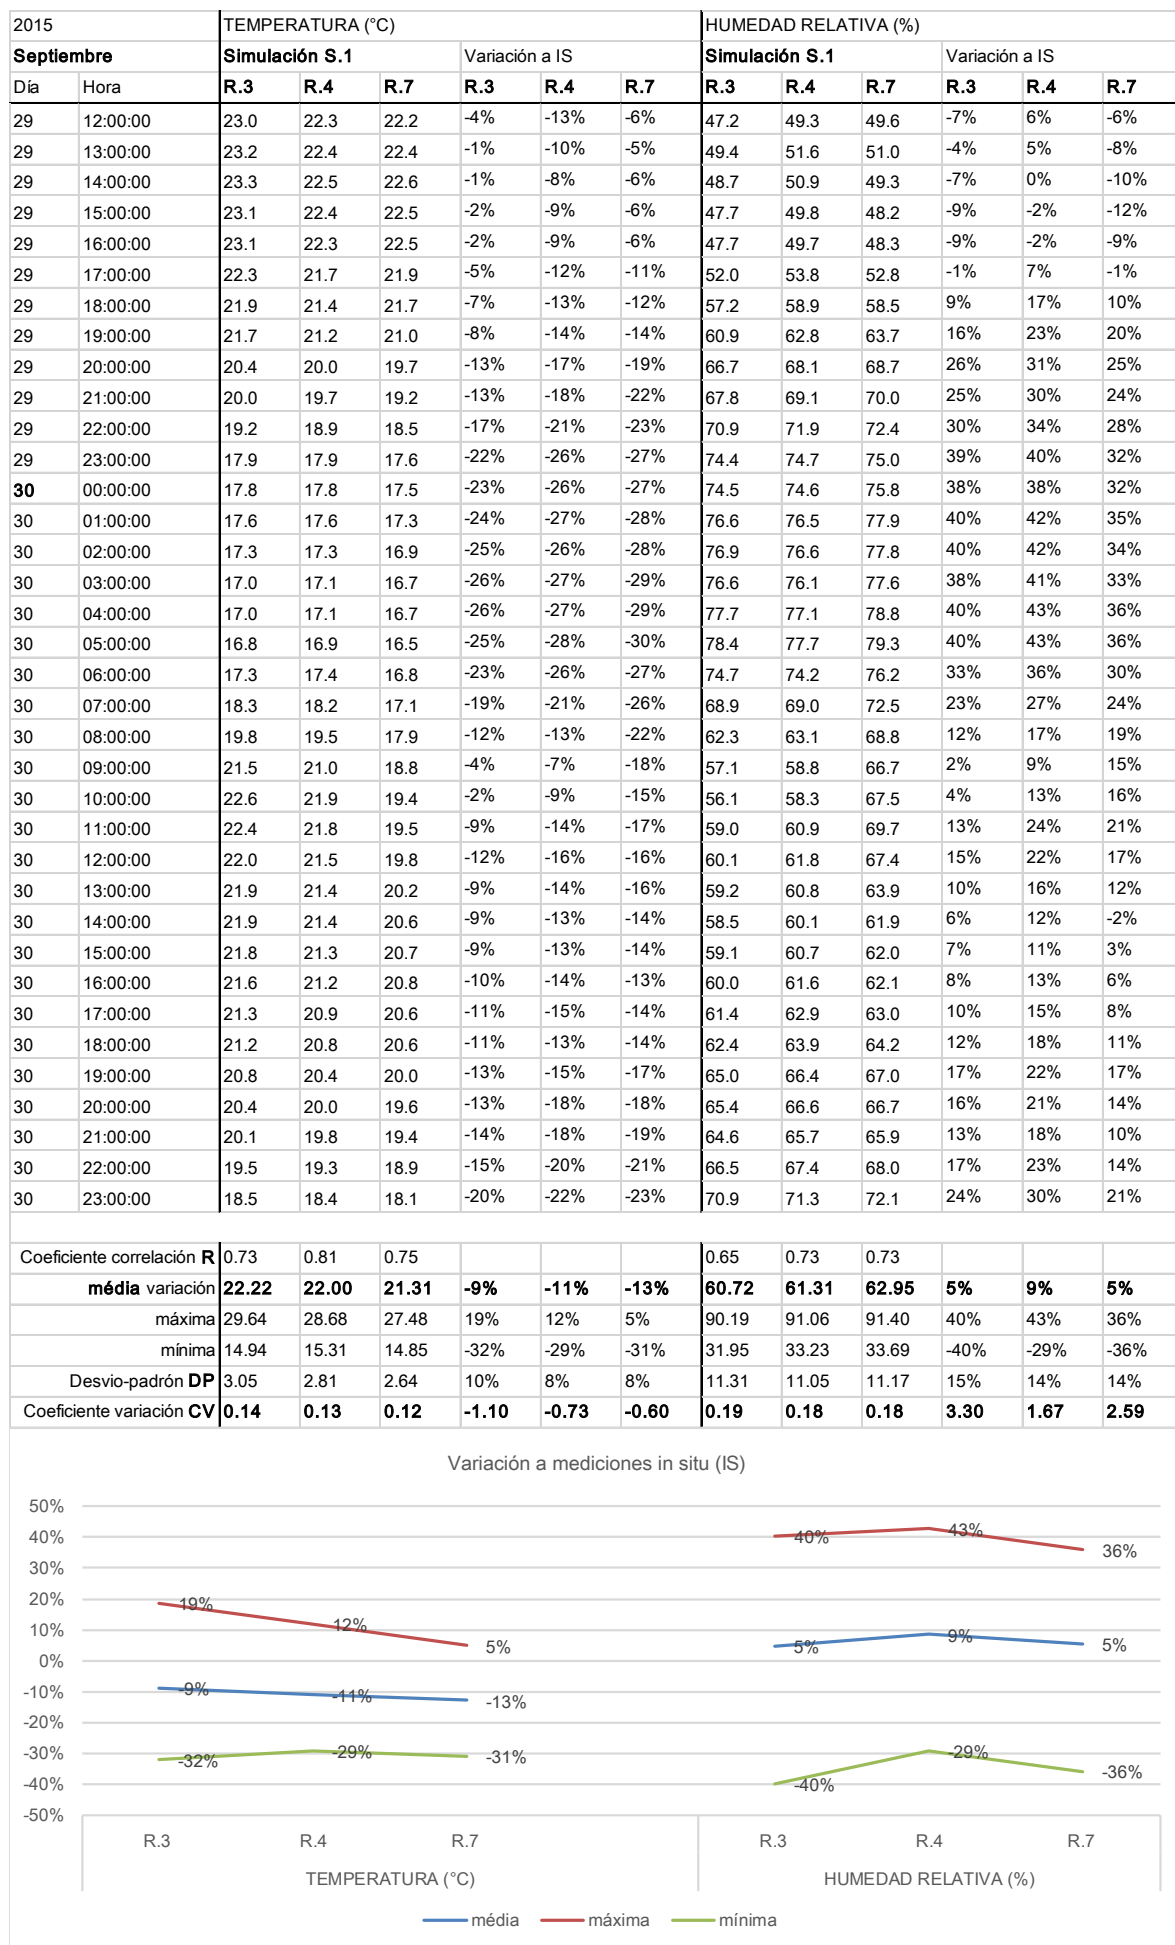 2015 TEMPERATURA (°C) HUMEDAD RELATIVA (%)
Septiembre Simulación S.1 Variación a IS Simulación S.1 Variación a IS
Día Hora R.3 R.4 R.7 R.3 R.4 R.7 R.3 R.4 R.7 R.3 R.4 R.7
29 12:00:00 23.0 22.3 22.2 -4% -13% -6% 47.2 49.3 49.6 -7% 6% -6%
29 13:00:00 23.2 22.4 22.4 -1% -10% -5% 49.4 51.6 51.0 -4% 5% -8%
29 14:00:00 23.3 22.5 22.6 -1% -8% -6% 48.7 50.9 49.3 -7% 0% -10%
29 15:00:00 23.1 22.4 22.5 -2% -9% -6% 47.7 49.8 48.2 -9% -2% -12%
29 16:00:00 23.1 22.3 22.5 -2% -9% -6% 47.7 49.7 48.3 -9% -2% -9%
29 17:00:00 22.3 21.7 21.9 -5% -12% -11% 52.0 53.8 52.8 -1% 7% -1%
29 18:00:00 21.9 21.4 21.7 -7% -13% -12% 57.2 58.9 58.5 9% 17% 10%
29 19:00:00 21.7 21.2 21.0 -8% -14% -14% 60.9 62.8 63.7 16% 23% 20%
29 20:00:00 20.4 20.0 19.7 -13% -17% -19% 66.7 68.1 68.7 26% 31% 25%
29 21:00:00 20.0 19.7 19.2 -13% -18% -22% 67.8 69.1 70.0 25% 30% 24%
29 22:00:00 19.2 18.9 18.5 -17% -21% -23% 70.9 71.9 72.4 30% 34% 28%
29 23:00:00 17.9 17.9 17.6 -22% -26% -27% 74.4 74.7 75.0 39% 40% 32%
30 00:00:00 17.8 17.8 17.5 -23% -26% -27% 74.5 74.6 75.8 38% 38% 32%
30 01:00:00 17.6 17.6 17.3 -24% -27% -28% 76.6 76.5 77.9 40% 42% 35%
30 02:00:00 17.3 17.3 16.9 -25% -26% -28% 76.9 76.6 77.8 40% 42% 34%
30 03:00:00 17.0 17.1 16.7 -26% -27% -29% 76.6 76.1 77.6 38% 41% 33%
30 04:00:00 17.0 17.1 16.7 -26% -27% -29% 77.7 77.1 78.8 40% 43% 36%
30 05:00:00 16.8 16.9 16.5 -25% -28% -30% 78.4 77.7 79.3 40% 43% 36%
30 06:00:00 17.3 17.4 16.8 -23% -26% -27% 74.7 74.2 76.2 33% 36% 30%
30 07:00:00 18.3 18.2 17.1 -19% -21% -26% 68.9 69.0 72.5 23% 27% 24%
30 08:00:00 19.8 19.5 17.9 -12% -13% -22% 62.3 63.1 68.8 12% 17% 19%
30 09:00:00 21.5 21.0 18.8 -4% -7% -18% 57.1 58.8 66.7 2% 9% 15%
30 10:00:00 22.6 21.9 19.4 -2% -9% -15% 56.1 58.3 67.5 4% 13% 16%
30 11:00:00 22.4 21.8 19.5 -9% -14% -17% 59.0 60.9 69.7 13% 24% 21%
30 12:00:00 22.0 21.5 19.8 -12% -16% -16% 60.1 61.8 67.4 15% 22% 17%
30 13:00:00 21.9 21.4 20.2 -9% -14% -16% 59.2 60.8 63.9 10% 16% 12%
30 14:00:00 21.9 21.4 20.6 -9% -13% -14% 58.5 60.1 61.9 6% 12% -2%
30 15:00:00 21.8 21.3 20.7 -9% -13% -14% 59.1 60.7 62.0 7% 11% 3%
30 16:00:00 21.6 21.2 20.8 -10% -14% -13% 60.0 61.6 62.1 8% 13% 6%
30 17:00:00 21.3 20.9 20.6 -11% -15% -14% 61.4 62.9 63.0 10% 15% 8%
30 18:00:00 21.2 20.8 20.6 -11% -13% -14% 62.4 63.9 64.2 12% 18% 11%
30 19:00:00 20.8 20.4 20.0 -13% -15% -17% 65.0 66.4 67.0 17% 22% 17%
30 20:00:00 20.4 20.0 19.6 -13% -18% -18% 65.4 66.6 66.7 16% 21% 14%
30 21:00:00 20.1 19.8 19.4 -14% -18% -19% 64.6 65.7 65.9 13% 18% 10%
30 22:00:00 19.5 19.3 18.9 -15% -20% -21% 66.5 67.4 68.0 17% 23% 14%
30 23:00:00 18.5 18.4 18.1 -20% -22% -23% 70.9 71.3 72.1 24% 30% 21%
Coeficiente correlación R 0.73 0.81 0.75 0.65 0.73 0.73
média variación 22.22 22.00 21.31 -9% -11% -13% 60.72 61.31 62.95 5% 9% 5%
máxima 29.64 28.68 27.48 19% 12% 5% 90.19 91.06 91.40 40% 43% 36%
mínima 14.94 15.31 14.85 -32% -29% -31% 31.95 33.23 33.69 -40% -29% -36%
Desvio-padrón DP 3.05 2.81 2.64 10% 8% 8% 11.31 11.05 11.17 15% 14% 14%
Coeficiente variación CV 0.14 0.13 0.12 -1.10 -0.73 -0.60 0.19 0.18 0.18 3.30 1.67 2.59
Variación a mediciones in situ (IS)
50%
40% 40% 43% 36%
30%
20% 19%
10% 12% 5% 5% 9% 5%
0%
-10% -9% -11% -13%
-20%
-30% -32% -29% -31% -29% -36%
-40% -40%
-50%
R.3 R.4 R.7 R.3 R.4 R.7
TEMPERATURA (°C) HUMEDAD RELATIVA (%)
média máxima mínima